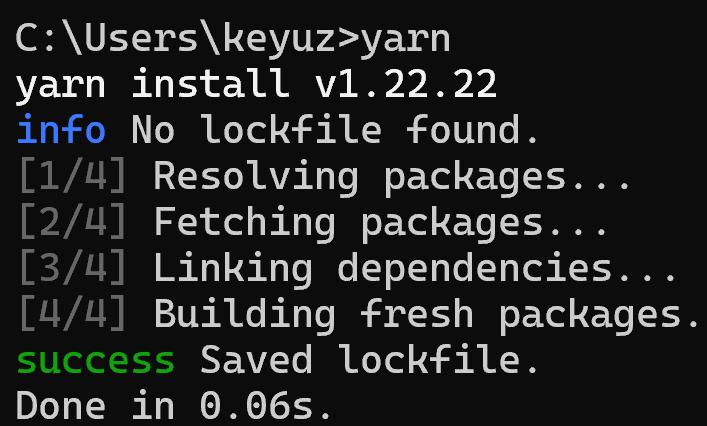 C:\Users\keyuz>yarn
yarn install v1.22.22
info No lockfile found.
[1/4] Resolving packages...
[2/4] Fetching packages...
[3/4] Linking dependencies...
[4/4] Building fresh packages.
success Saved lockfile.
Done in 0.06s.